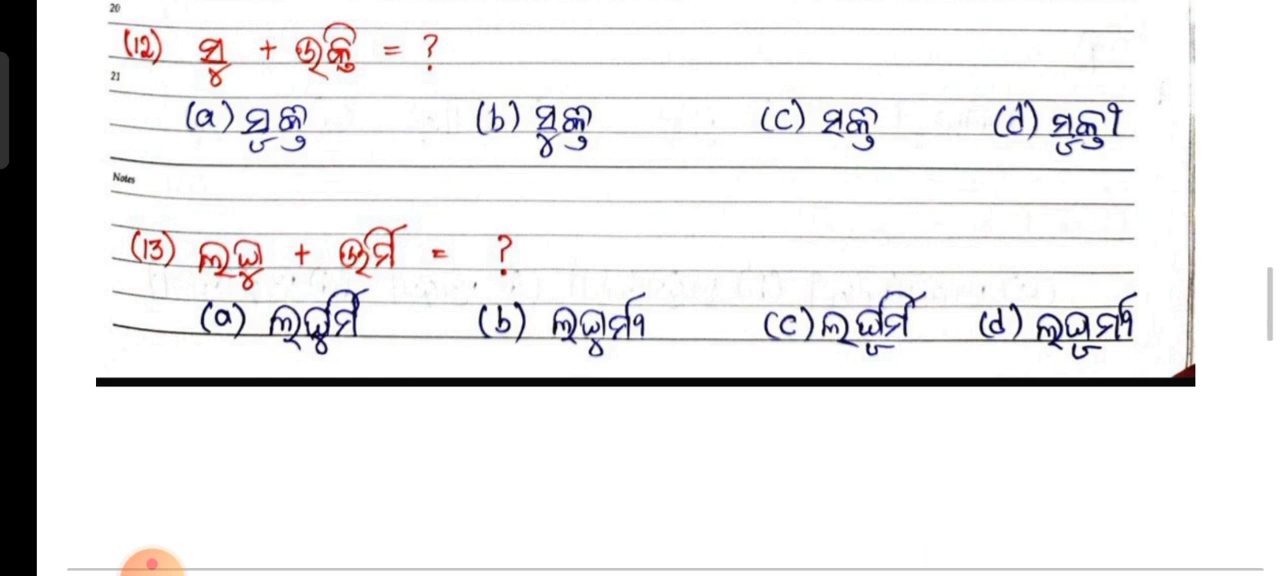 20
(12) ସୁ + ଉକ୍ତି = ?
21
(a) ସୂକ୍ତ (b) ସୁକ୍ତ (c) ସକ୍ତ (d) ସୂକ୍ତୀ
Notes
(13) ଲଘୁ + ଊର୍ମି = ?
(a) ଲଘୁର୍ମି (b) ଲଘୁର୍ମୀ (c) ଲଘୂର୍ମି (d) ଲଘୂର୍ମୀ